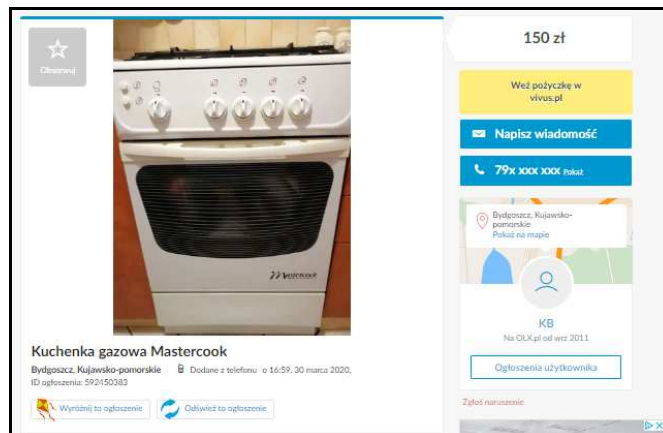 Obserwuj
150 zł
Weź pożyczkę w
vivus.pl
Napisz wiadomość
79x xxx xxx Pokaż
Bydgoszcz, Kujawsko-
pomorskie
Pokaż na mapie
KB
Na OLX.pl od wrz 2011
Ogłoszenia użytkownika
Zgłoś naruszenie
Mastercook
Kuchenka gazowa Mastercook
Bydgoszcz, Kujawsko-pomorskie Dodane z telefonu o 16:59, 30 marca 2020,
ID ogłoszenia: 592450383
Wyróżnij to ogłoszenie Odśwież to ogłoszenie